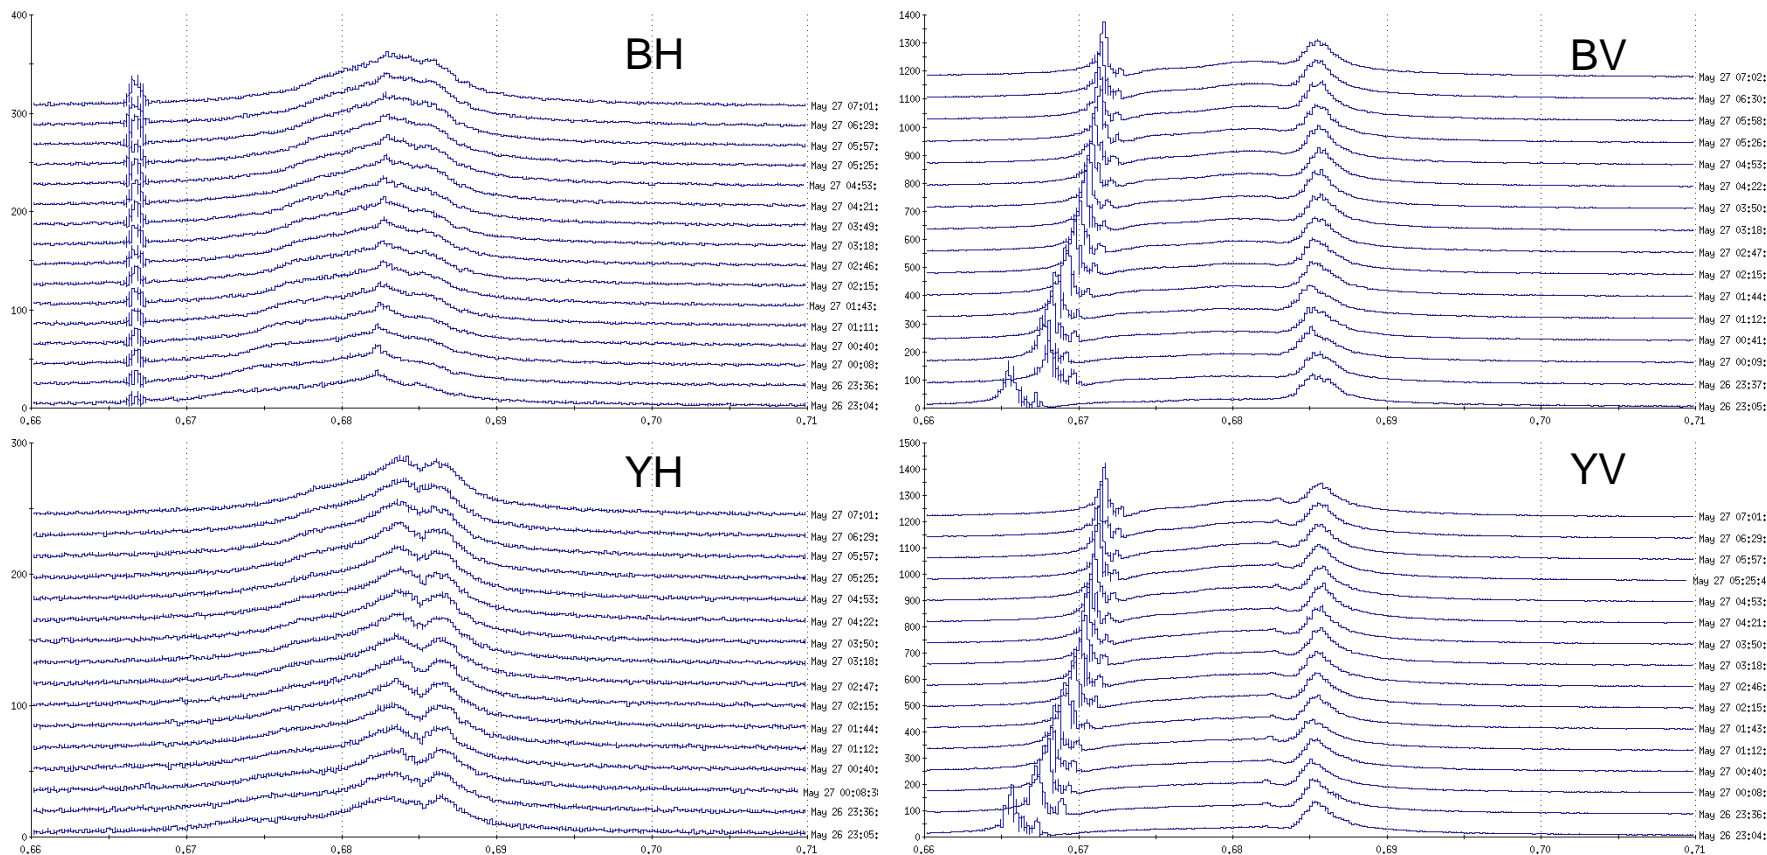 BH
400
300
200
100
0
0.66 0.67 0.68 0.69 0.70 0.71
May 27 07:01:
May 27 06:29:
May 27 05:57:
May 27 05:25:
May 27 04:53:
May 27 04:21:
May 27 03:49:
May 27 03:18:
May 27 02:46:
May 27 02:15:
May 27 01:43:
May 27 01:11:
May 27 00:40:
May 27 00:08:
May 26 23:36:
May 26 23:04:
BV
1400
1300
1200
1100
1000
900
800
700
600
500
400
300
200
100
0
0.66 0.67 0.68 0.69 0.70 0.71
May 27 07:02:
May 27 06:30:
May 27 05:58:
May 27 05:26:
May 27 04:53:
May 27 04:22:
May 27 03:50:
May 27 03:18:
May 27 02:47:
May 27 02:15:
May 27 01:44:
May 27 01:12:
May 27 00:41:
May 27 00:09:
May 26 23:37:
May 26 23:05:
YH
300
200
100
0
0.66 0.67 0.68 0.69 0.70 0.71
May 27 07:01:
May 27 06:29:
May 27 05:57:
May 27 05:25:
May 27 04:53:
May 27 04:22:
May 27 03:50:
May 27 03:18:
May 27 02:47:
May 27 02:15:
May 27 01:44:
May 27 01:12:
May 27 00:40:
May 27 00:08:3
May 26 23:36:
May 26 23:05:
YV
1500
1400
1300
1200
1100
1000
900
800
700
600
500
400
300
200
100
0
0.66 0.67 0.68 0.69 0.70 0.71
May 27 07:01:
May 27 06:29:
May 27 05:57:
May 27 05:25:4
May 27 04:53:
May 27 04:21:
May 27 03:50:
May 27 03:18:
May 27 02:46:
May 27 02:15:
May 27 01:43:
May 27 01:12:
May 27 00:40:
May 27 00:08:
May 26 23:36:
May 26 23:04: